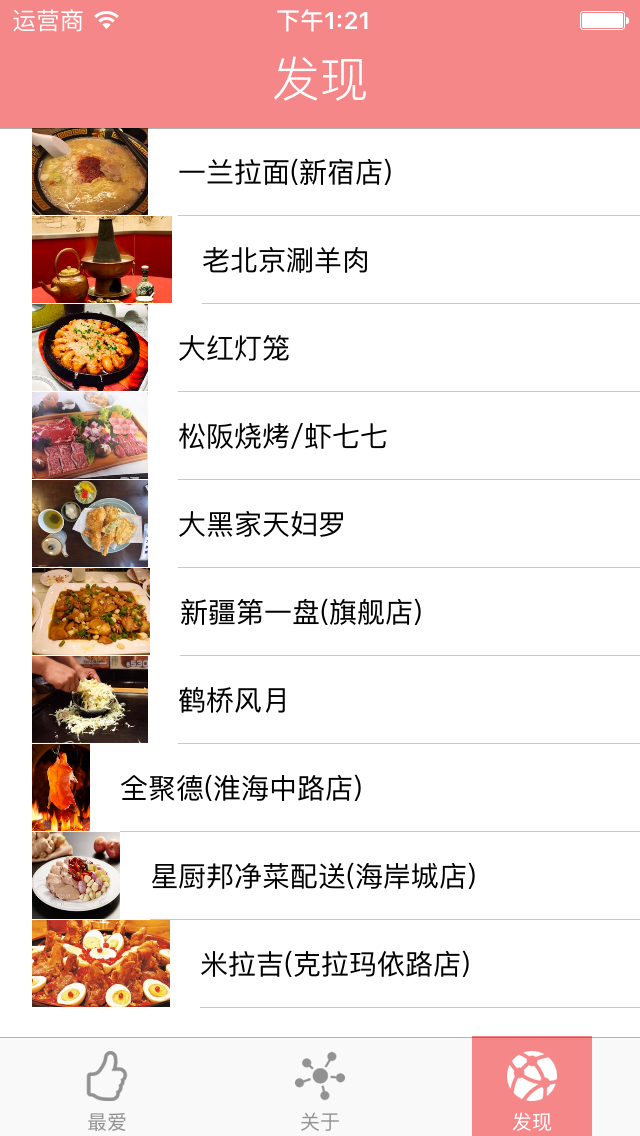 运营商 下午1:21
发现
一兰拉面(新宿店)
老北京涮羊肉
大红灯笼
松阪烧烤/虾七七
大黑家天妇罗
新疆第一盘(旗舰店)
鹤桥风月
全聚德(淮海中路店)
星厨邦净菜配送(海岸城店)
米拉吉(克拉玛依路店)
最爱 关于 发现